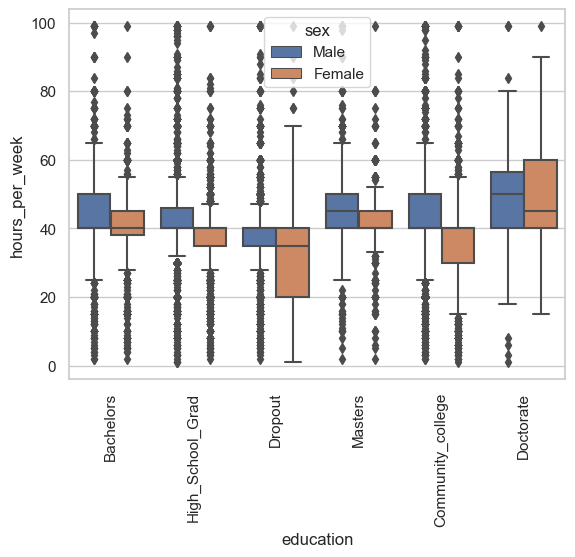 sex
Male
Female
100
80
60
40
20
0
hours_per_week
Bachelors
High_School_Grad
Dropout
Masters
Community_college
Doctorate
education